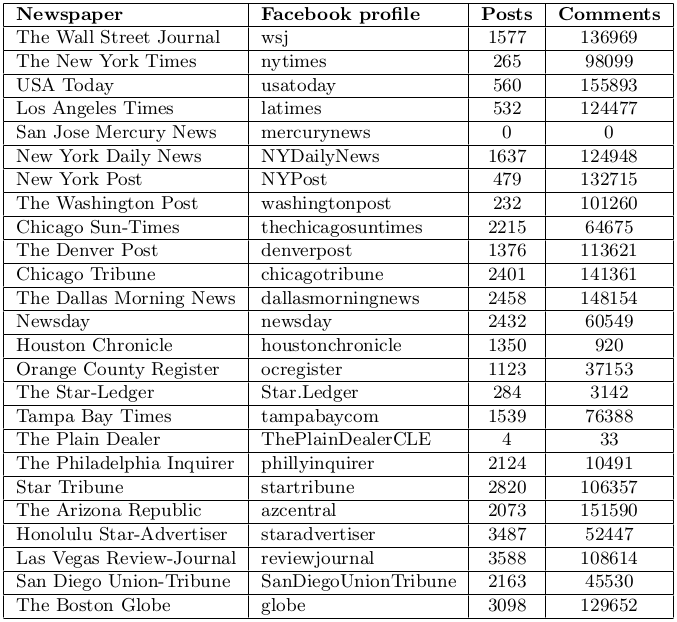 Newspaper Facebook profile Posts Comments
The Wall Street Journal wsj 1577 136969
The New York Times nytimes 265 98099
USA Today usatoday 560 155893
Los Angeles Times latimes 532 124477
San Jose Mercury News mercurynews 0 0
New York Daily News NYDailyNews 1637 124948
New York Post NYPost 479 132715
The Washington Post washingtonpost 232 101260
Chicago Sun-Times thechicagosuntimes 2215 64675
The Denver Post denverpost 1376 113621
Chicago Tribune chicagotribune 2401 141361
The Dallas Morning News dallasmorningnews 2458 148154
Newsday newsday 2432 60549
Houston Chronicle houstonchronicle 1350 920
Orange County Register ocregister 1123 37153
The Star-Ledger Star.Ledger 284 3142
Tampa Bay Times tampabaycom 1539 76388
The Plain Dealer ThePlainDealerCLE 4 33
The Philadelphia Inquirer phillyinquirer 2124 10491
Star Tribune startribune 2820 106357
The Arizona Republic azcentral 2073 151590
Honolulu Star-Advertiser staradvertiser 3487 52447
Las Vegas Review-Journal reviewjournal 3588 108614
San Diego Union-Tribune SanDiegoUnionTribune 2163 45530
The Boston Globe globe 3098 129652